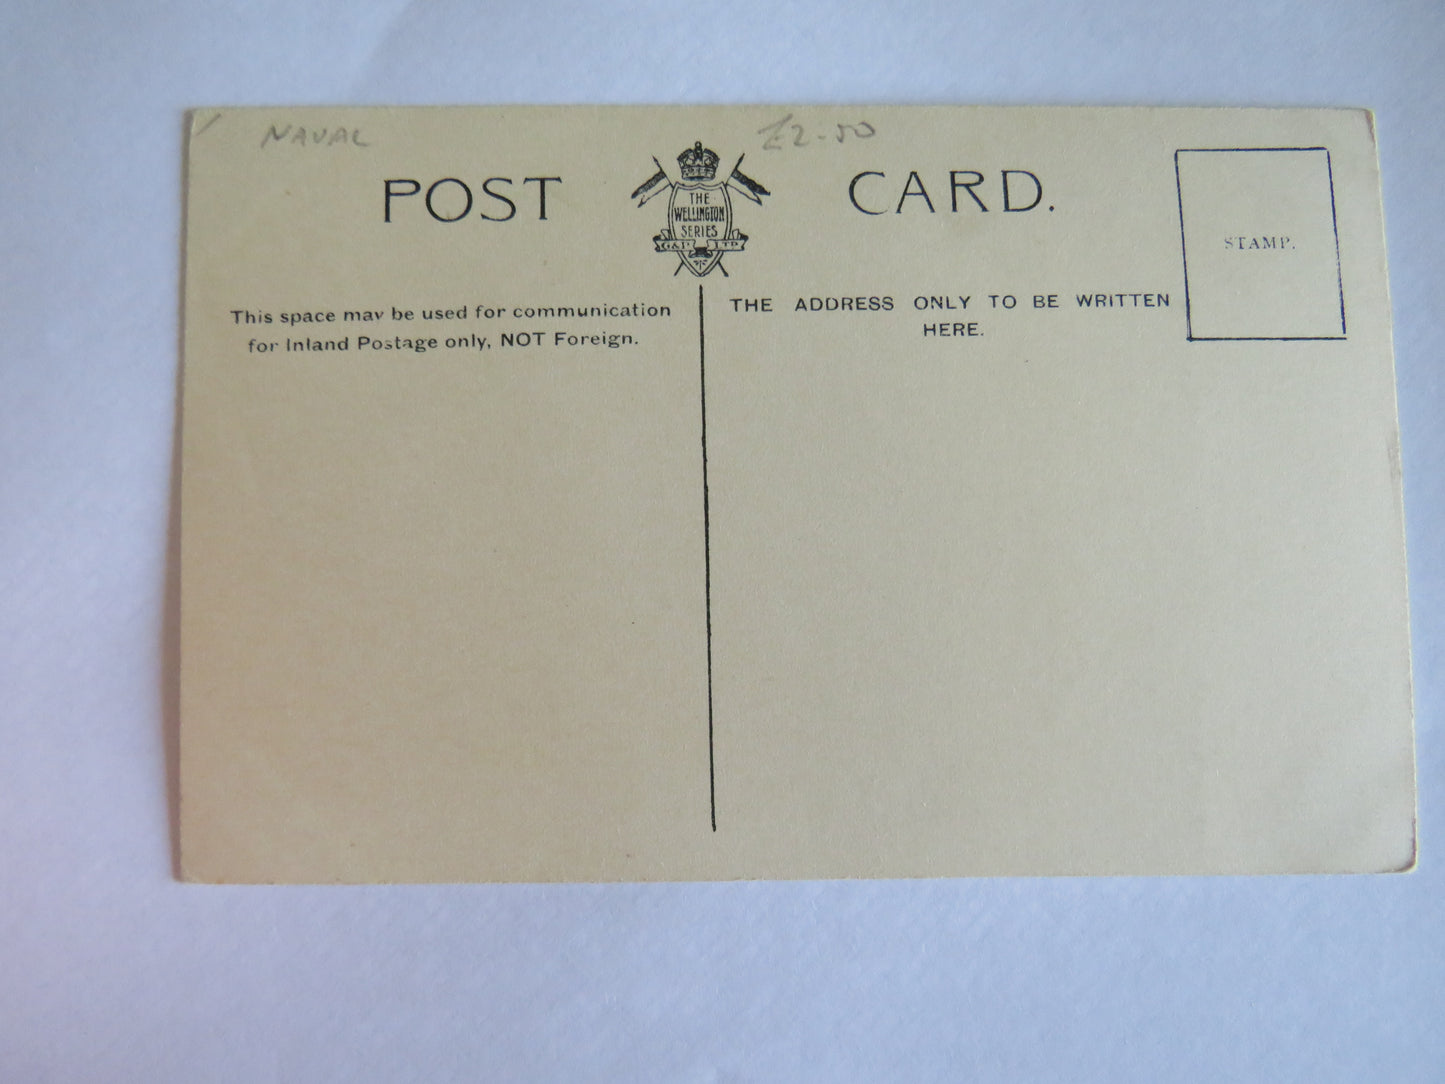 NAVAL £2-50
POST CARD.
THE
WELLINGTON
SERIES
G&P. LTD.
STAMP.
This space may be used for communication
for Inland Postage only, NOT Foreign.
THE ADDRESS ONLY TO BE WRITTEN
HERE.